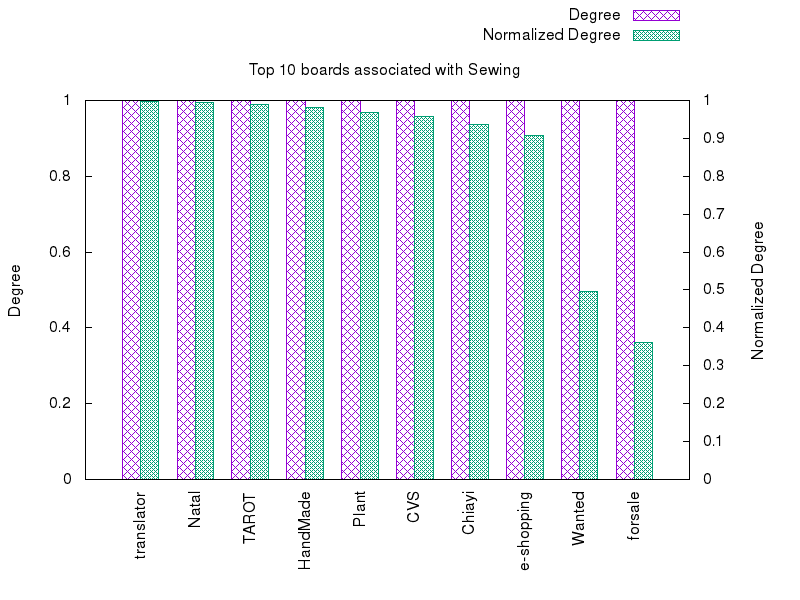 Degree
Normalized Degree
Top 10 boards associated with Sewing
1
0.8
0.6
0.4
0.2
0
Degree
1
0.9
0.8
0.7
0.6
0.5
0.4
0.3
0.2
0.1
0
Normalized Degree
translator
Natal
TAROT
HandMade
Plant
CVS
Chiayi
e-shopping
Wanted
forsale